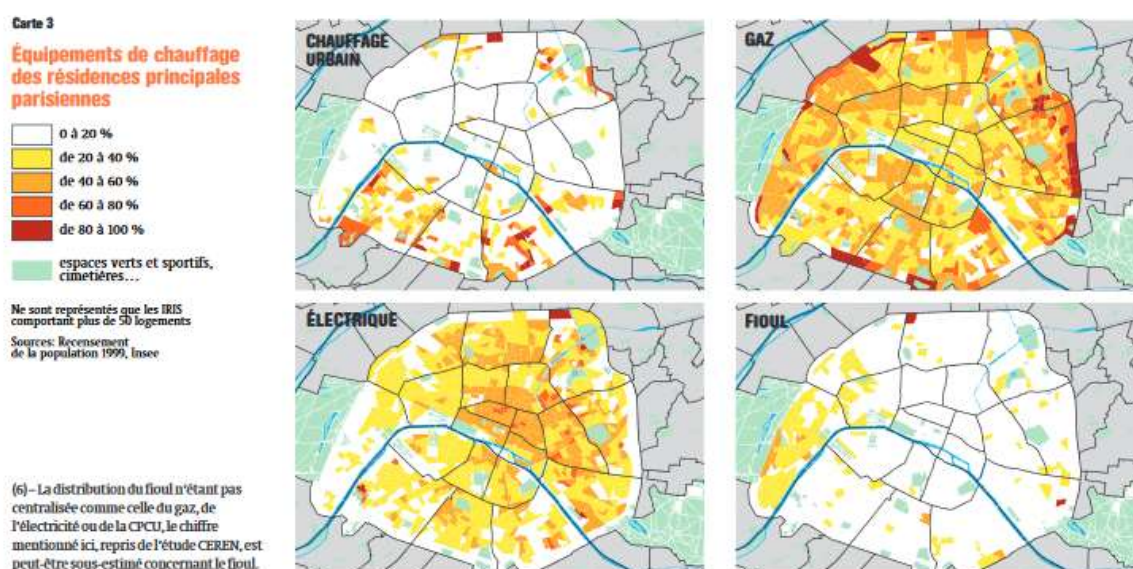 Carte 3
Équipements de chauffage
des résidences principales
parisiennes
0 à 20 %
de 20 à 40 %
de 40 à 60 %
de 60 à 80 %
de 80 à 100 %
espaces verts et sportifs,
cimetières…
Ne sont représentés que les IRIS
comportant plus de 50 logements
Sources: Recensement
de la population 1999, Insee
(6)– La distribution du fioul n'étant pas
centralisée comme celle du gaz, de
l'électricité ou de la CPCU, le chiffre
mentionné ici, repris de l'étude CEREN, est
peut-être sous-estimé concernant le fioul.
CHAUFFAGE
URBAIN
GAZ
ÉLECTRIQUE
FIOUL